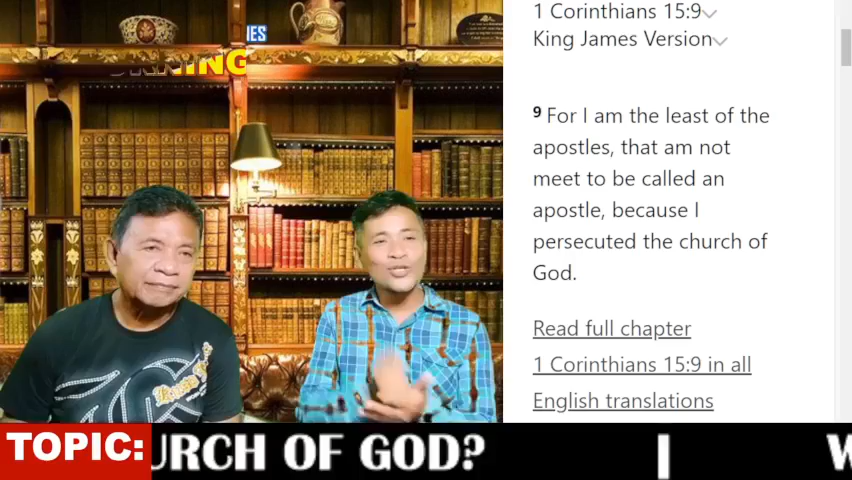 1 Corinthians 15:9
King James Version
9 For I am the least of the
apostles, that am not
meet to be called an
apostle, because I
persecuted the church of
God.
Read full chapter
1 Corinthians 15:9 in all
English translations
TOPIC:
URCH OF GOD? | W